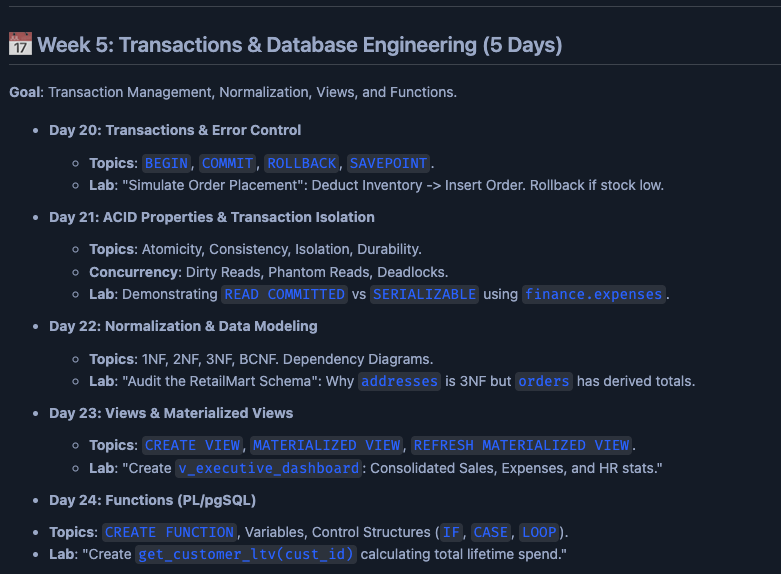 17
Week 5: Transactions & Database Engineering (5 Days)
Goal: Transaction Management, Normalization, Views, and Functions.
Day 20: Transactions & Error Control
Topics: BEGIN, COMMIT, ROLLBACK, SAVEPOINT.
Lab: "Simulate Order Placement": Deduct Inventory -> Insert Order. Rollback if stock low.
Day 21: ACID Properties & Transaction Isolation
Topics: Atomicity, Consistency, Isolation, Durability.
Concurrency: Dirty Reads, Phantom Reads, Deadlocks.
Lab: Demonstrating READ COMMITTED vs SERIALIZABLE using finance.expenses.
Day 22: Normalization & Data Modeling
Topics: 1NF, 2NF, 3NF, BCNF. Dependency Diagrams.
Lab: "Audit the RetailMart Schema": Why addresses is 3NF but orders has derived totals.
Day 23: Views & Materialized Views
Topics: CREATE VIEW, MATERIALIZED VIEW, REFRESH MATERIALIZED VIEW.
Lab: "Create v_executive_dashboard: Consolidated Sales, Expenses, and HR stats."
Day 24: Functions (PL/pgSQL)
Topics: CREATE FUNCTION, Variables, Control Structures (IF, CASE, LOOP).
Lab: "Create get_customer_ltv(cust_id) calculating total lifetime spend."